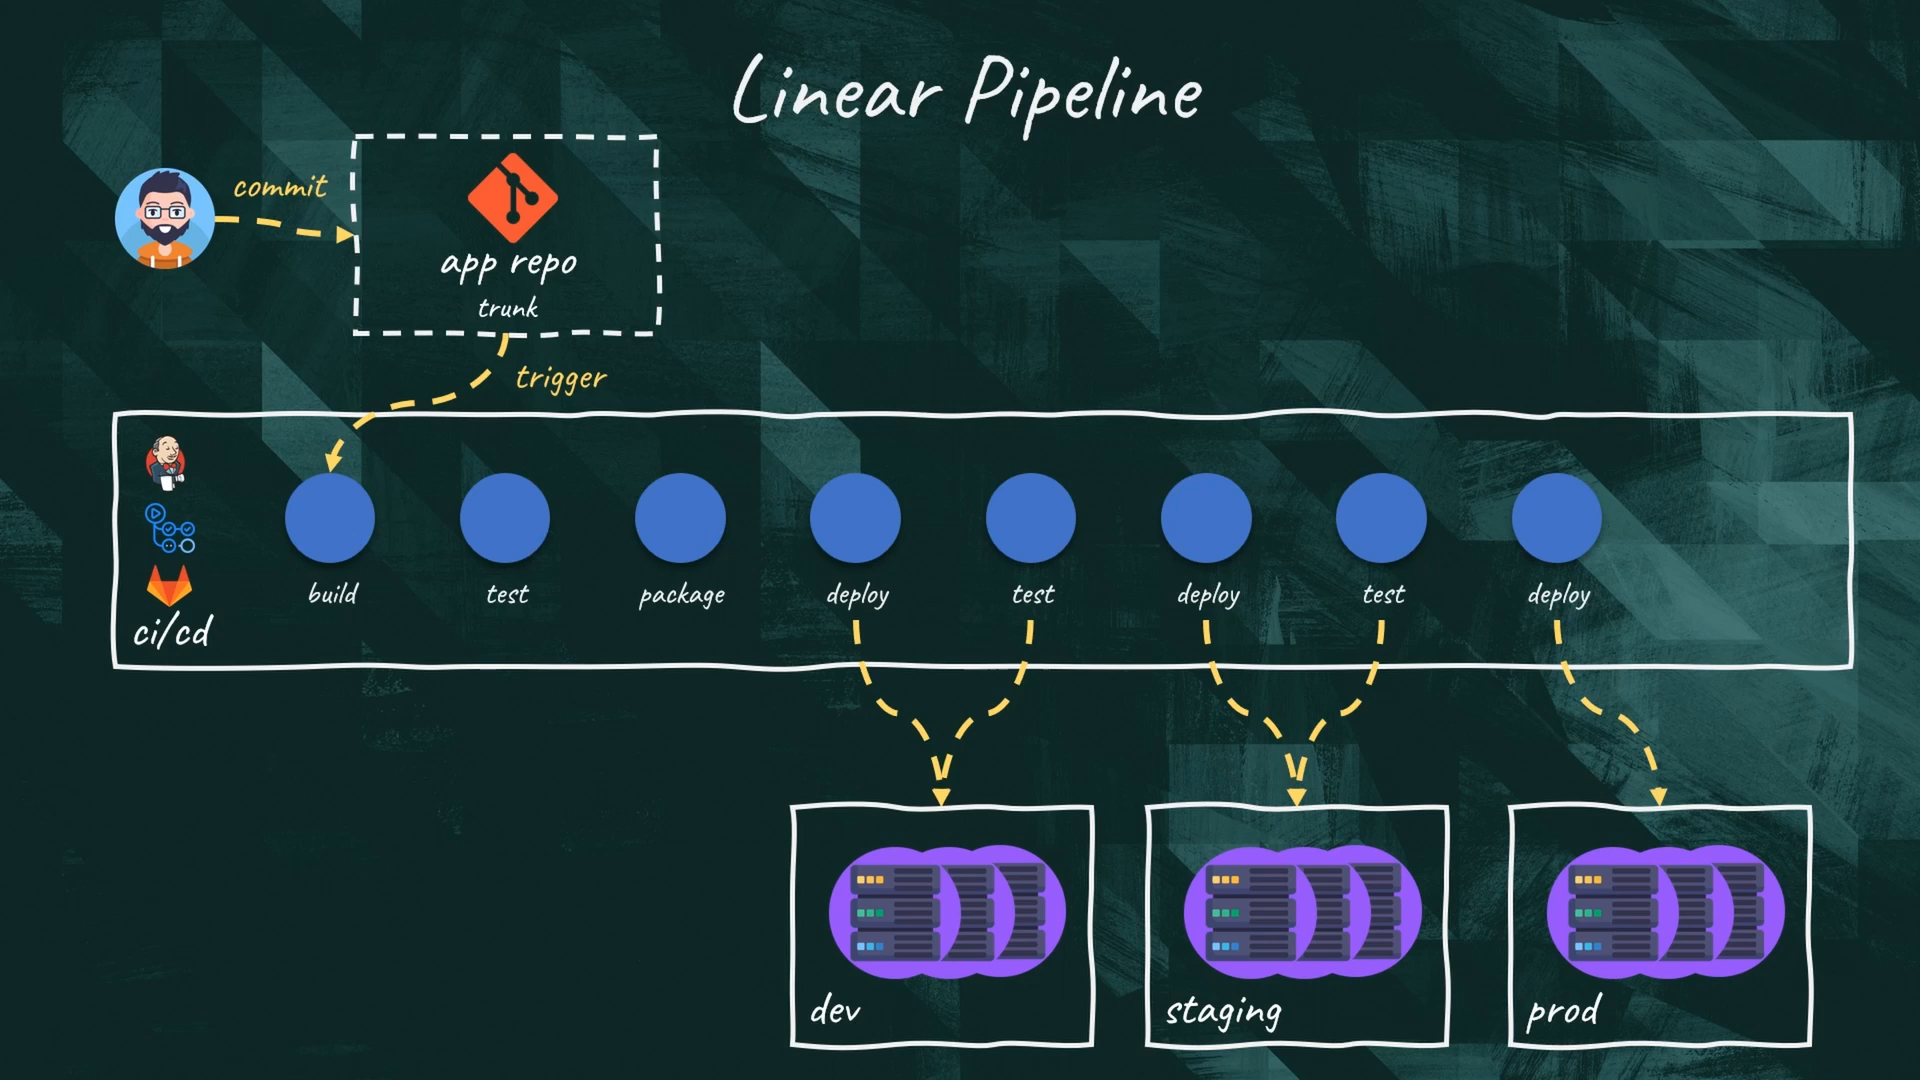 Linear Pipeline
commit
app repo
trunk
trigger
ci/cd
build
test
package
deploy
test
deploy
test
deploy
dev
staging
prod